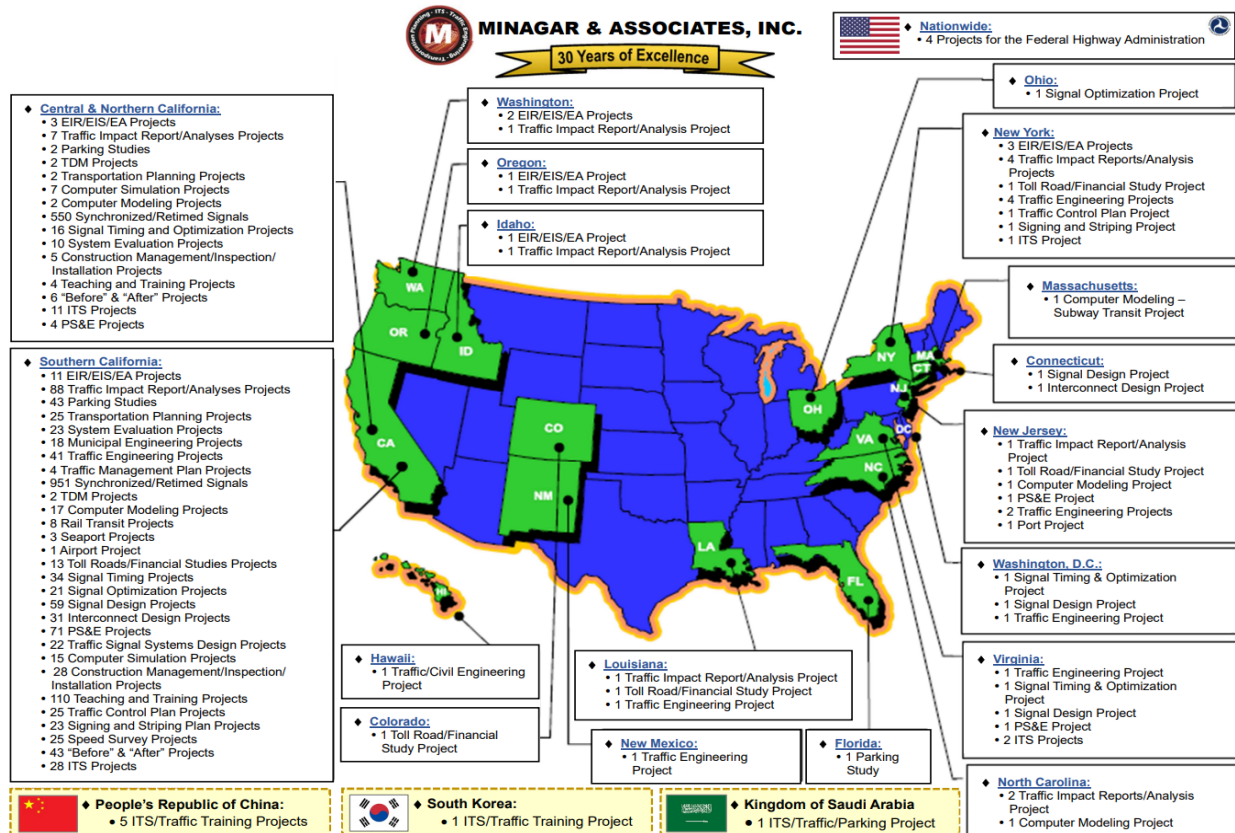 MINAGAR & ASSOCIATES, INC.
Transportation Planning - ITS - Traffic Engineering
M
30 Years of Excellence
◆ Nationwide:
• 4 Projects for the Federal Highway Administration
◆ Central & Northern California:
• 3 EIR/EIS/EA Projects
• 7 Traffic Impact Report/Analyses Projects
• 2 Parking Studies
• 2 TDM Projects
• 2 Transportation Planning Projects
• 7 Computer Simulation Projects
• 2 Computer Modeling Projects
• 550 Synchronized/Retimed Signals
• 16 Signal Timing and Optimization Projects
• 10 System Evaluation Projects
• 5 Construction Management/Inspection/
Installation Projects
• 4 Teaching and Training Projects
• 6 “Before” & “After” Projects
• 11 ITS Projects
• 4 PS&E Projects
◆ Southern California:
• 11 EIR/EIS/EA Projects
• 88 Traffic Impact Report/Analyses Projects
• 43 Parking Studies
• 25 Transportation Planning Projects
• 23 System Evaluation Projects
• 18 Municipal Engineering Projects
• 41 Traffic Engineering Projects
• 4 Traffic Management Plan Projects
• 951 Synchronized/Retimed Signals
• 2 TDM Projects
• 17 Computer Modeling Projects
• 8 Rail Transit Projects
• 3 Seaport Projects
• 1 Airport Project
• 13 Toll Roads/Financial Studies Projects
• 34 Signal Timing Projects
• 21 Signal Optimization Projects
• 59 Signal Design Projects
• 31 Interconnect Design Projects
• 71 PS&E Projects
• 22 Traffic Signal Systems Design Projects
• 15 Computer Simulation Projects
• 28 Construction Management/Inspection/
Installation Projects
• 110 Teaching and Training Projects
• 25 Traffic Control Plan Projects
• 23 Signing and Striping Plan Projects
• 25 Speed Survey Projects
• 43 “Before” & “After” Projects
• 28 ITS Projects
◆ Washington:
• 2 EIR/EIS/EA Projects
• 1 Traffic Impact Report/Analysis Project
◆ Oregon:
• 1 EIR/EIS/EA Project
• 1 Traffic Impact Report/Analysis Project
◆ Idaho:
• 1 EIR/EIS/EA Project
• 1 Traffic Impact Report/Analysis Project
◆ Ohio:
• 1 Signal Optimization Project
◆ New York:
• 3 EIR/EIS/EA Projects
• 4 Traffic Impact Reports/Analysis
Projects
• 1 Toll Road/Financial Study Project
• 4 Traffic Engineering Projects
• 1 Traffic Control Plan Project
• 1 Signing and Striping Project
• 1 ITS Project
◆ Massachusetts:
• 1 Computer Modeling –
Subway Transit Project
◆ Connecticut:
• 1 Signal Design Project
• 1 Interconnect Design Project
◆ New Jersey:
• 1 Traffic Impact Report/Analysis
Project
• 1 Toll Road/Financial Study Project
• 1 Computer Modeling Project
• 1 PS&E Project
• 2 Traffic Engineering Projects
• 1 Port Project
◆ Washington, D.C.:
• 1 Signal Timing & Optimization
Project
• 1 Signal Design Project
• 1 Traffic Engineering Project
◆ Virginia:
• 1 Traffic Engineering Project
• 1 Signal Timing & Optimization
Project
• 1 Signal Design Project
• 1 PS&E Project
• 2 ITS Projects
◆ North Carolina:
• 2 Traffic Impact Reports/Analysis
Project
• 1 Computer Modeling Project
WA
OR
ID
CA
CO
NM
LA
FL
OH
NY
MA
CT
NJ
DC
VA
NC
HI
◆ Hawaii:
• 1 Traffic/Civil Engineering
Project
◆ Colorado:
• 1 Toll Road/Financial
Study Project
◆ Louisiana:
• 1 Traffic Impact Report/Analysis Project
• 1 Toll Road/Financial Study Project
• 1 Traffic Engineering Project
◆ New Mexico:
• 1 Traffic Engineering
Project
◆ Florida:
• 1 Parking
Study
◆ People’s Republic of China:
• 5 ITS/Traffic Training Projects
◆ South Korea:
• 1 ITS/Traffic Training Project
◆ Kingdom of Saudi Arabia
• 1 ITS/Traffic/Parking Project